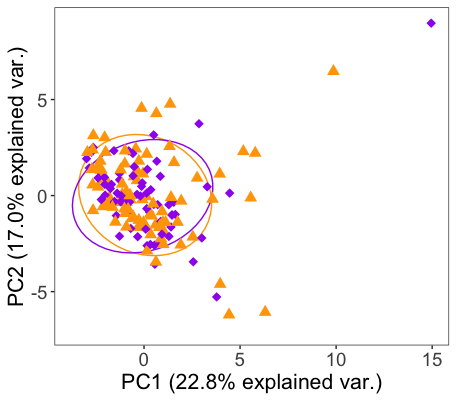 5
0
-5
PC2 (17.0% explained var.)
0 5 10 15
PC1 (22.8% explained var.)